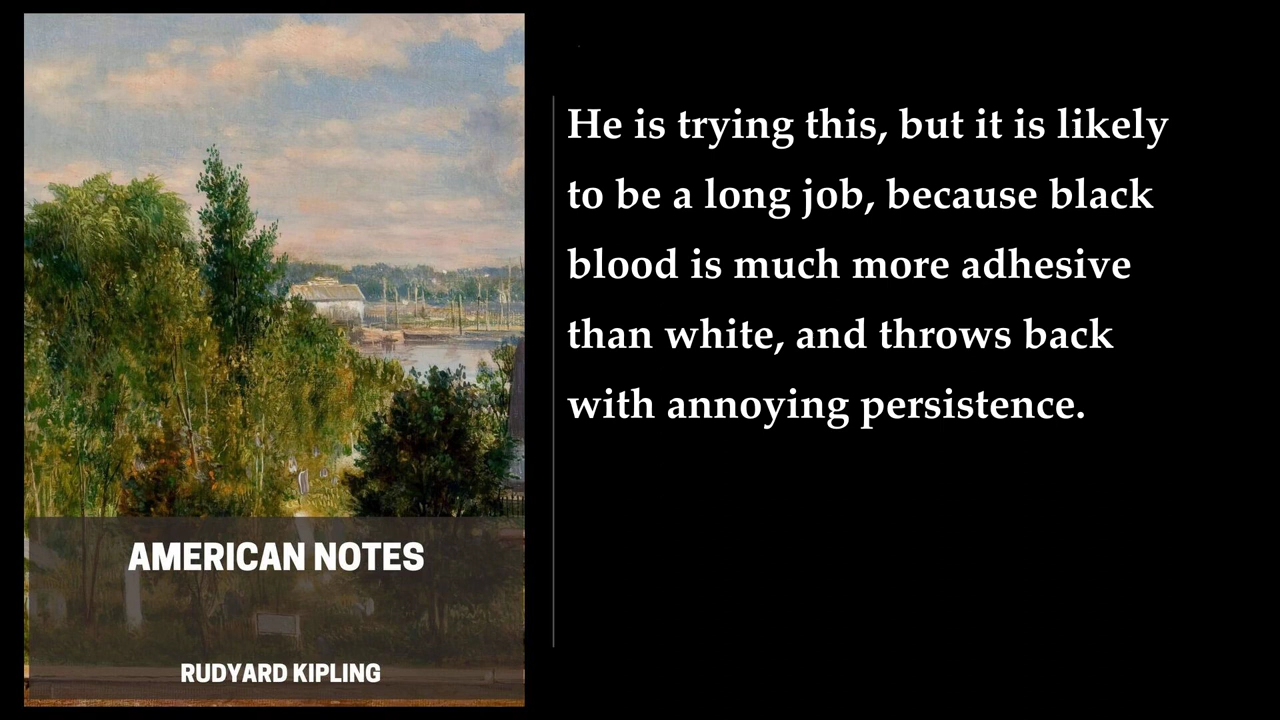 He is trying this, but it is likely
to be a long job, because black
blood is much more adhesive
than white, and throws back
with annoying persistence.
AMERICAN NOTES
RUDYARD KIPLING